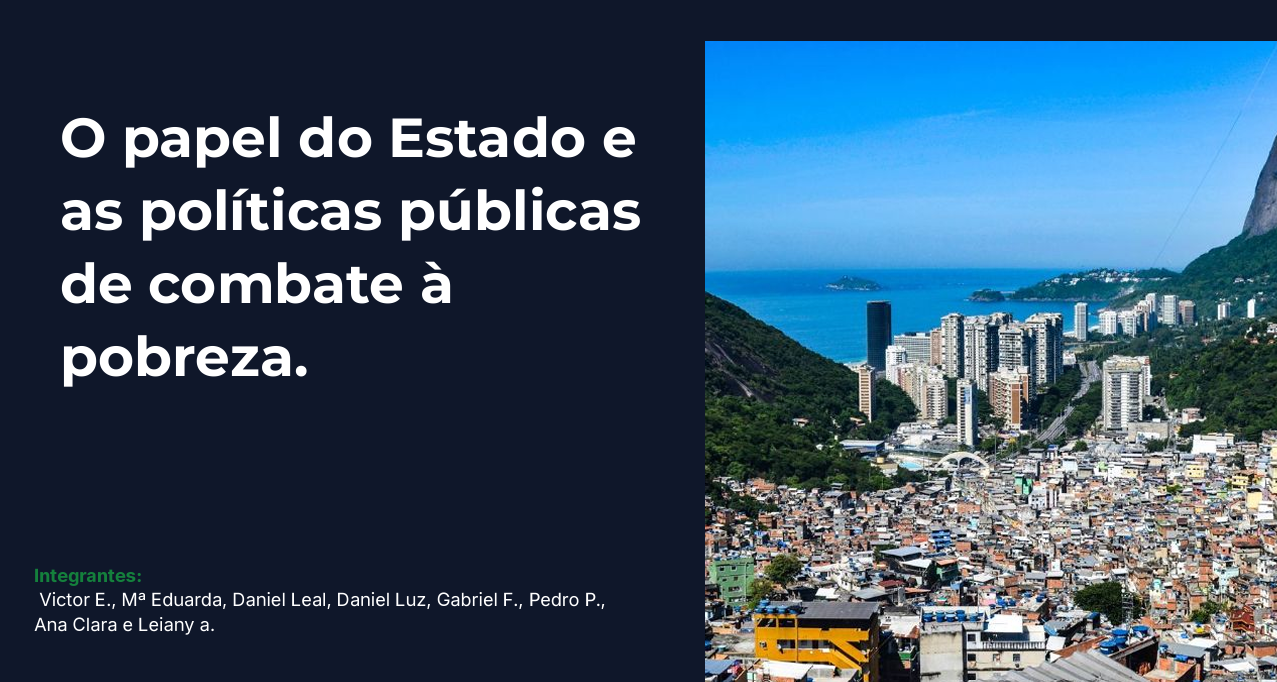 O papel do Estado e
as políticas públicas
de combate à
pobreza.
Integrantes:
Victor E., Mª Eduarda, Daniel Leal, Daniel Luz, Gabriel F., Pedro P.,
Ana Clara e Leiany a.